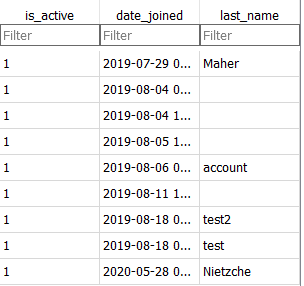 is_active date_joined last_name
Filter Filter Filter
1 2019-07-29 0... Maher
1 2019-08-04 0...
1 2019-08-04 1...
1 2019-08-05 1...
1 2019-08-06 0... account
1 2019-08-11 1...
1 2019-08-18 0... test2
1 2019-08-18 0... test
1 2020-05-28 0... Nietzche